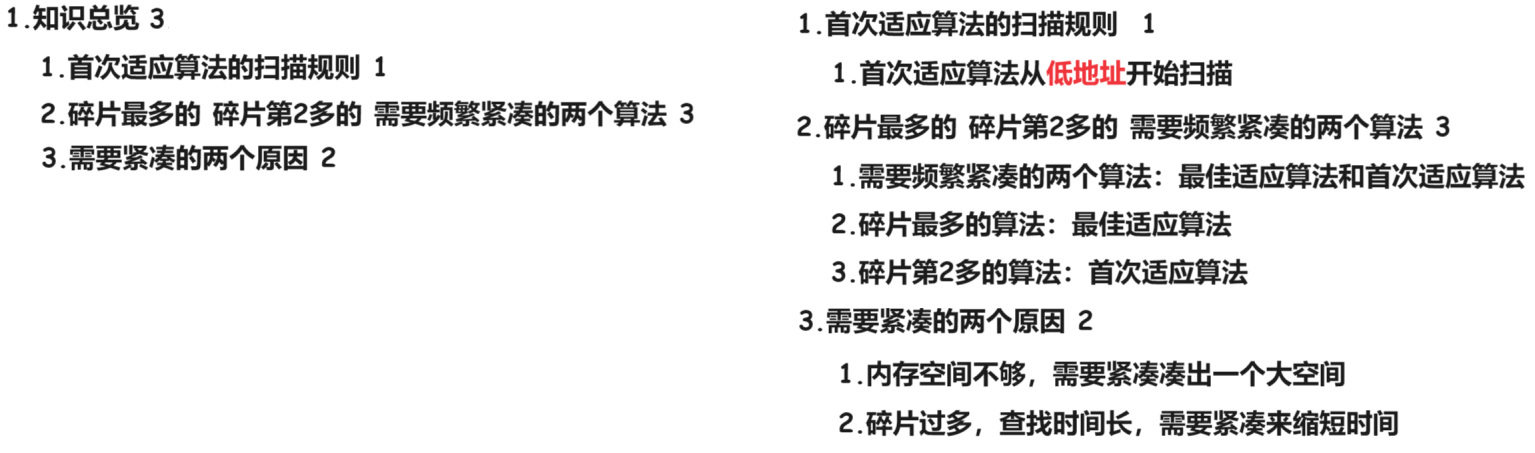 1.知识总览 3
1.首次适应算法的扫描规则 1
2.碎片最多的 碎片第2多的 需要频繁紧凑的两个算法 3
3.需要紧凑的两个原因 2
1.首次适应算法的扫描规则 1
1.首次适应算法从低地址开始扫描
2.碎片最多的 碎片第2多的 需要频繁紧凑的两个算法 3
1.需要频繁紧凑的两个算法：最佳适应算法和首次适应算法
2.碎片最多的算法：最佳适应算法
3.碎片第2多的算法：首次适应算法
3.需要紧凑的两个原因 2
1.内存空间不够，需要紧凑凑出一个大空间
2.碎片过多，查找时间长，需要紧凑来缩短时间